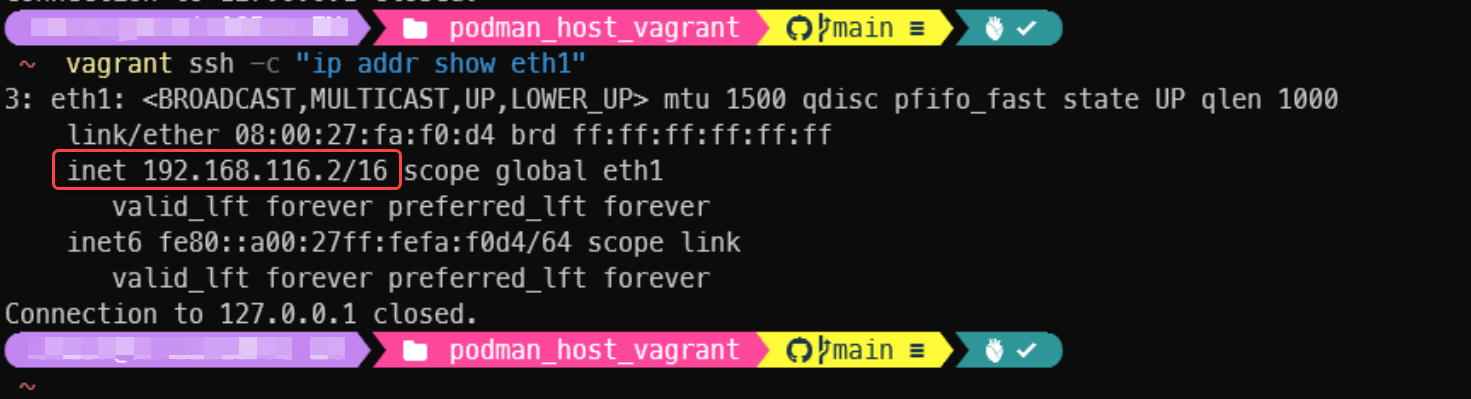 podman_host_vagrant main ≡ ✓
~ vagrant ssh -c "ip addr show eth1"
3: eth1: <BROADCAST,MULTICAST,UP,LOWER_UP> mtu 1500 qdisc pfifo_fast state UP qlen 1000
link/ether 08:00:27:fa:f0:d4 brd ff:ff:ff:ff:ff:ff
inet 192.168.116.2/16 scope global eth1
valid_lft forever preferred_lft forever
inet6 fe80::a00:27ff:fefa:f0d4/64 scope link
valid_lft forever preferred_lft forever
Connection to 127.0.0.1 closed.
podman_host_vagrant main ≡ ✓
~